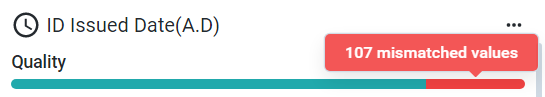 ID Issued Date(A.D)
107 mismatched values
Quality